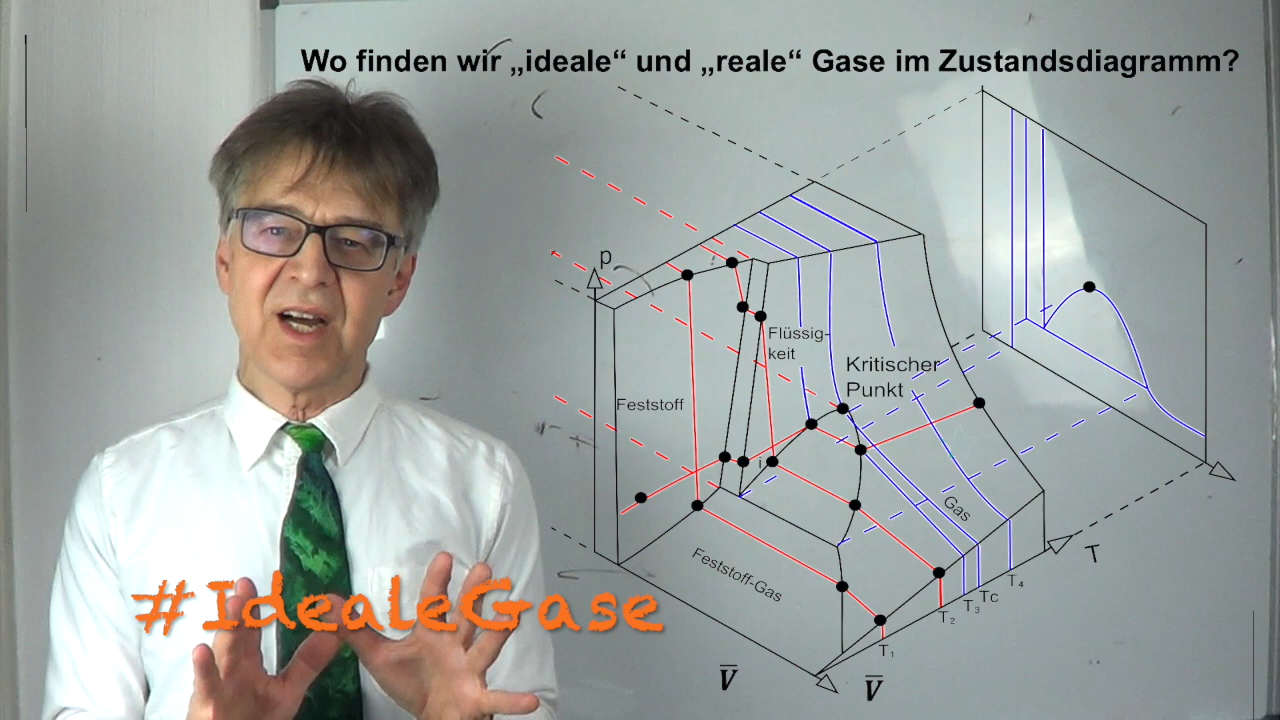 Wo finden wir „ideale“ und „reale“ Gase im Zustandsdiagramm?
p
Flüssig-
keit
Kritischer
Punkt
Feststoff
i
Gas
Feststoff-Gas
T
T₄
Tc
T₃
T₂
T₁
#IdealeGase
V̅
V̅